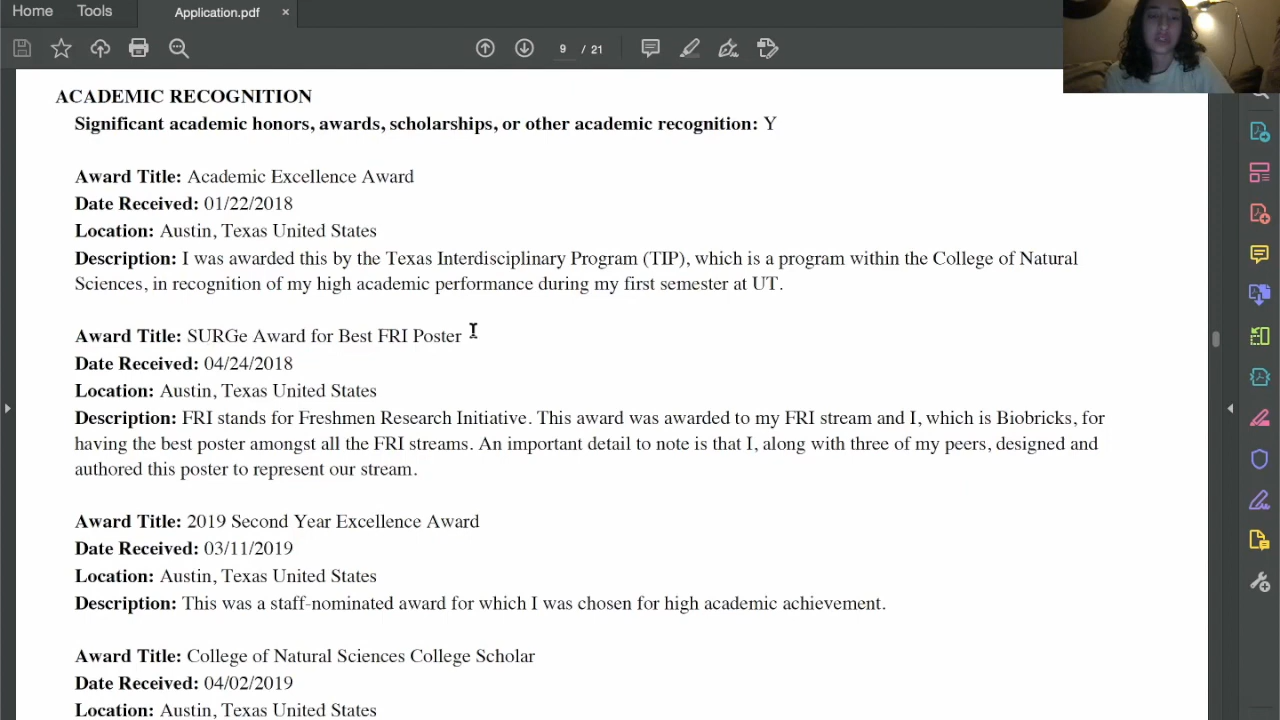 Home Tools Application.pdf ×
9 / 21
ACADEMIC RECOGNITION
Significant academic honors, awards, scholarships, or other academic recognition: Y
Award Title: Academic Excellence Award
Date Received: 01/22/2018
Location: Austin, Texas United States
Description: I was awarded this by the Texas Interdisciplinary Program (TIP), which is a program within the College of Natural
Sciences, in recognition of my high academic performance during my first semester at UT.
Award Title: SURGe Award for Best FRI Poster
Date Received: 04/24/2018
Location: Austin, Texas United States
Description: FRI stands for Freshmen Research Initiative. This award was awarded to my FRI stream and I, which is Biobricks, for
having the best poster amongst all the FRI streams. An important detail to note is that I, along with three of my peers, designed and
authored this poster to represent our stream.
Award Title: 2019 Second Year Excellence Award
Date Received: 03/11/2019
Location: Austin, Texas United States
Description: This was a staff-nominated award for which I was chosen for high academic achievement.
Award Title: College of Natural Sciences College Scholar
Date Received: 04/02/2019
Location: Austin, Texas United States